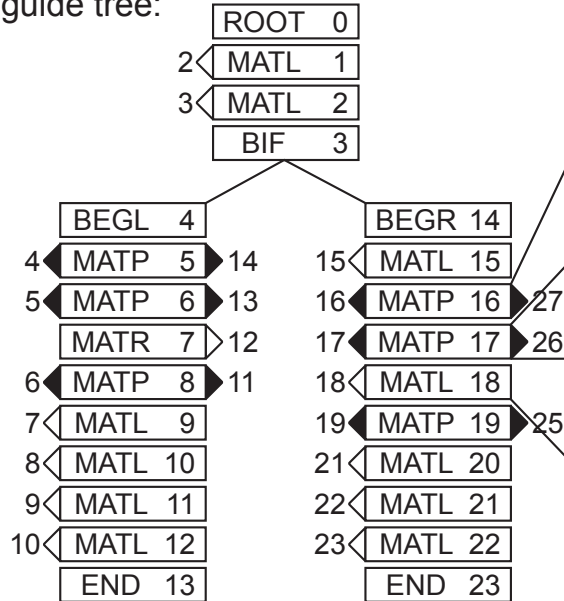 guide tree:
ROOT 0
2 MATL 1
3 MATL 2
BIF 3
BEGL 4
4 MATP 5 14
5 MATP 6 13
MATR 7 12
6 MATP 8 11
7 MATL 9
8 MATL 10
9 MATL 11
10 MATL 12
END 13
BEGR 14
15 MATL 15
16 MATP 16 27
17 MATP 17 26
18 MATL 18
19 MATP 19 25
21 MATL 20
22 MATL 21
23 MATL 22
END 23